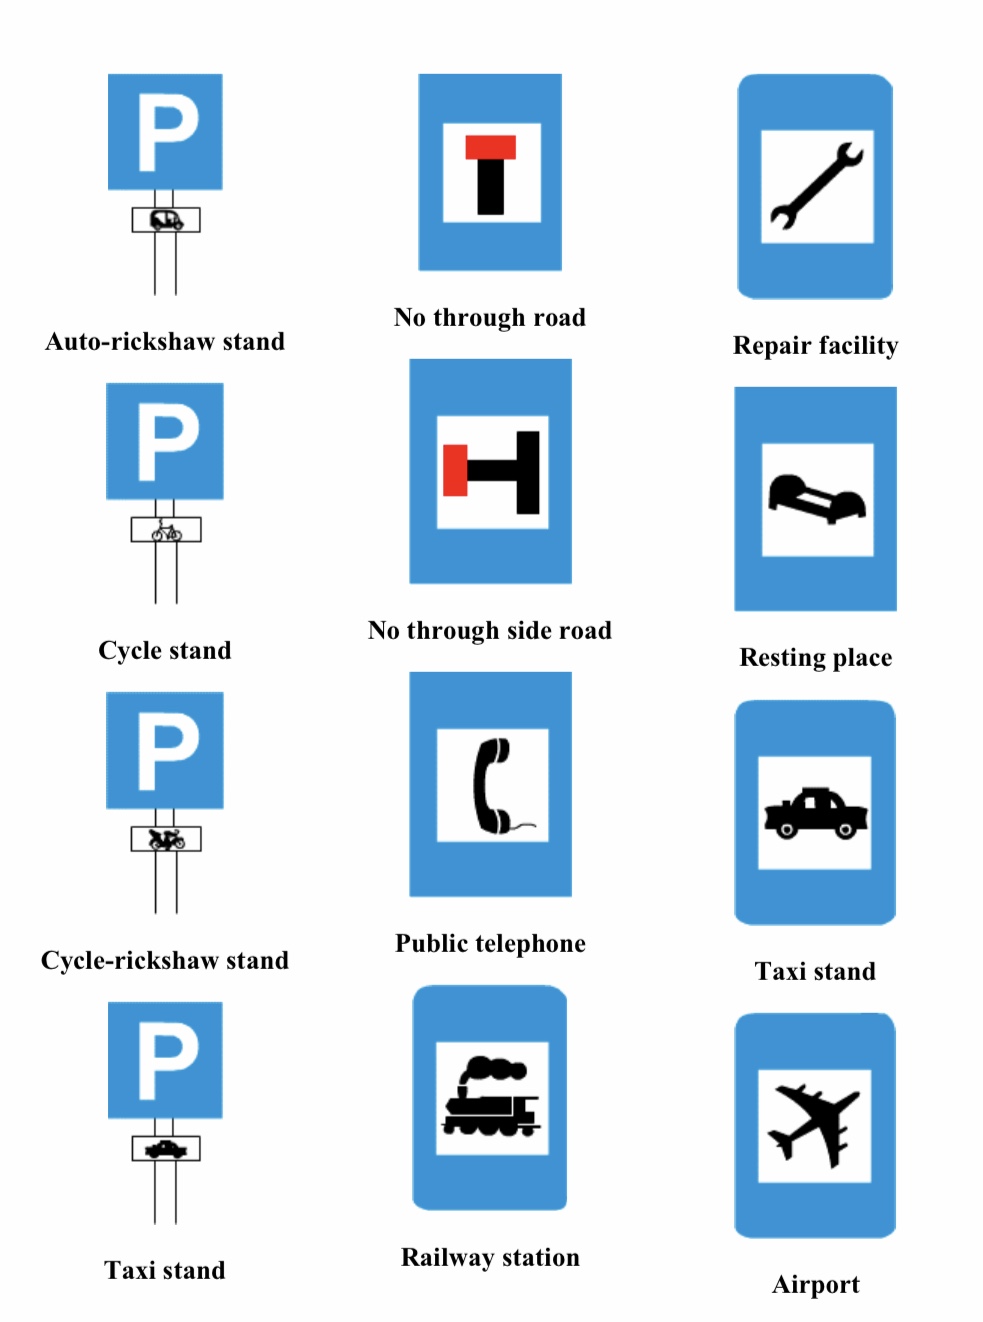 P
Auto-rickshaw stand
No through road
Repair facility
P
Cycle stand
No through side road
Resting place
P
Cycle-rickshaw stand
Public telephone
Taxi stand
P
Taxi stand
Railway station
Airport